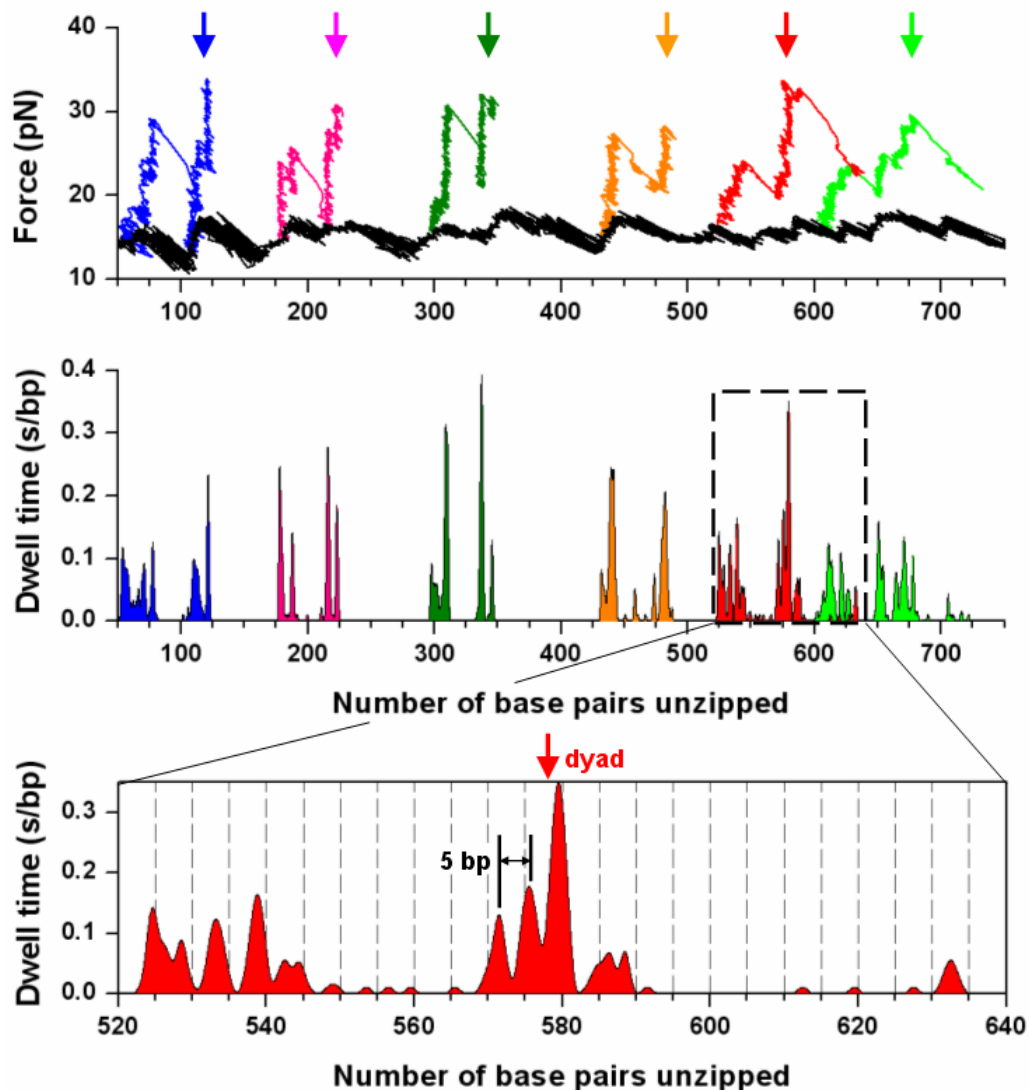 Force (pN)
40
30
20
10
100 200 300 400 500 600 700
Dwell time (s/bp)
0.4
0.3
0.2
0.1
0.0
100 200 300 400 500 600 700
Number of base pairs unzipped
dyad
Dwell time (s/bp)
0.3
0.2
0.1
0.0
5 bp
520 540 560 580 600 620 640
Number of base pairs unzipped